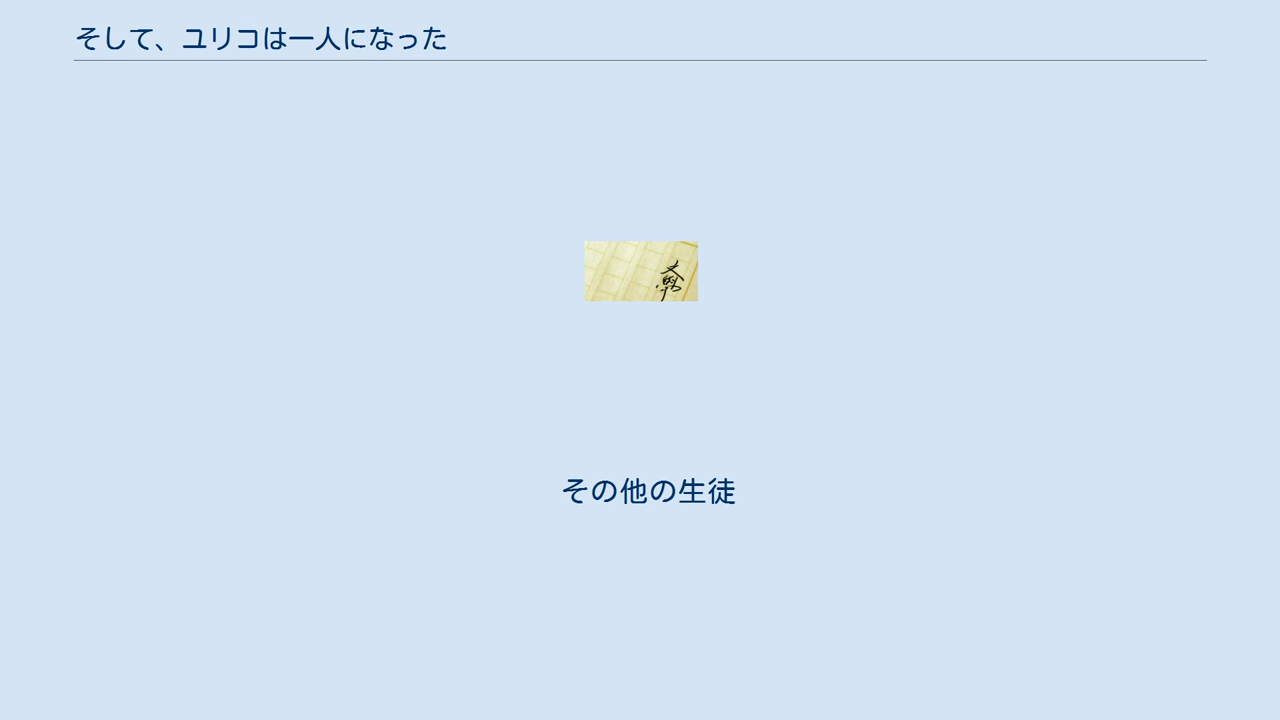 そして、ユリコは一人になった
その他の生徒